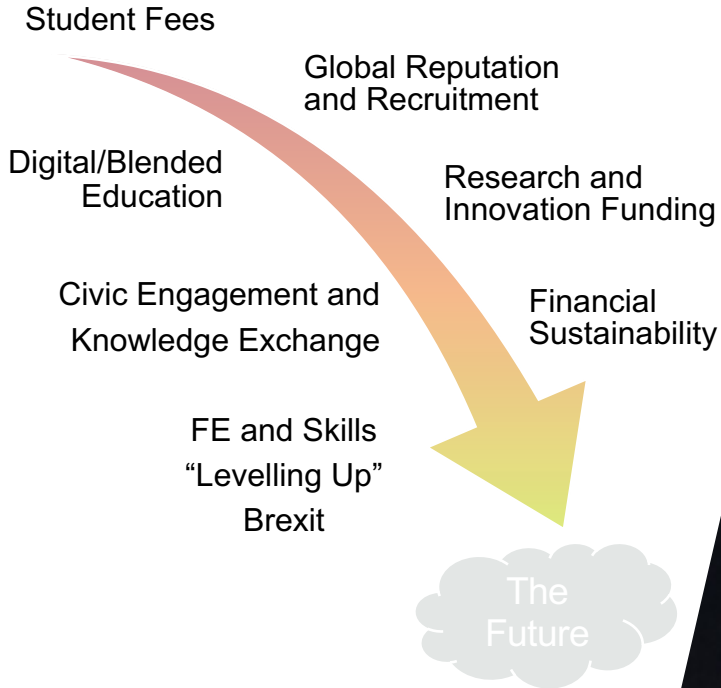 Student Fees
Global Reputation
and Recruitment
Digital/Blended
Education
Research and
Innovation Funding
Civic Engagement and
Knowledge Exchange
Financial
Sustainability
FE and Skills
“Levelling Up”
Brexit
The
Future